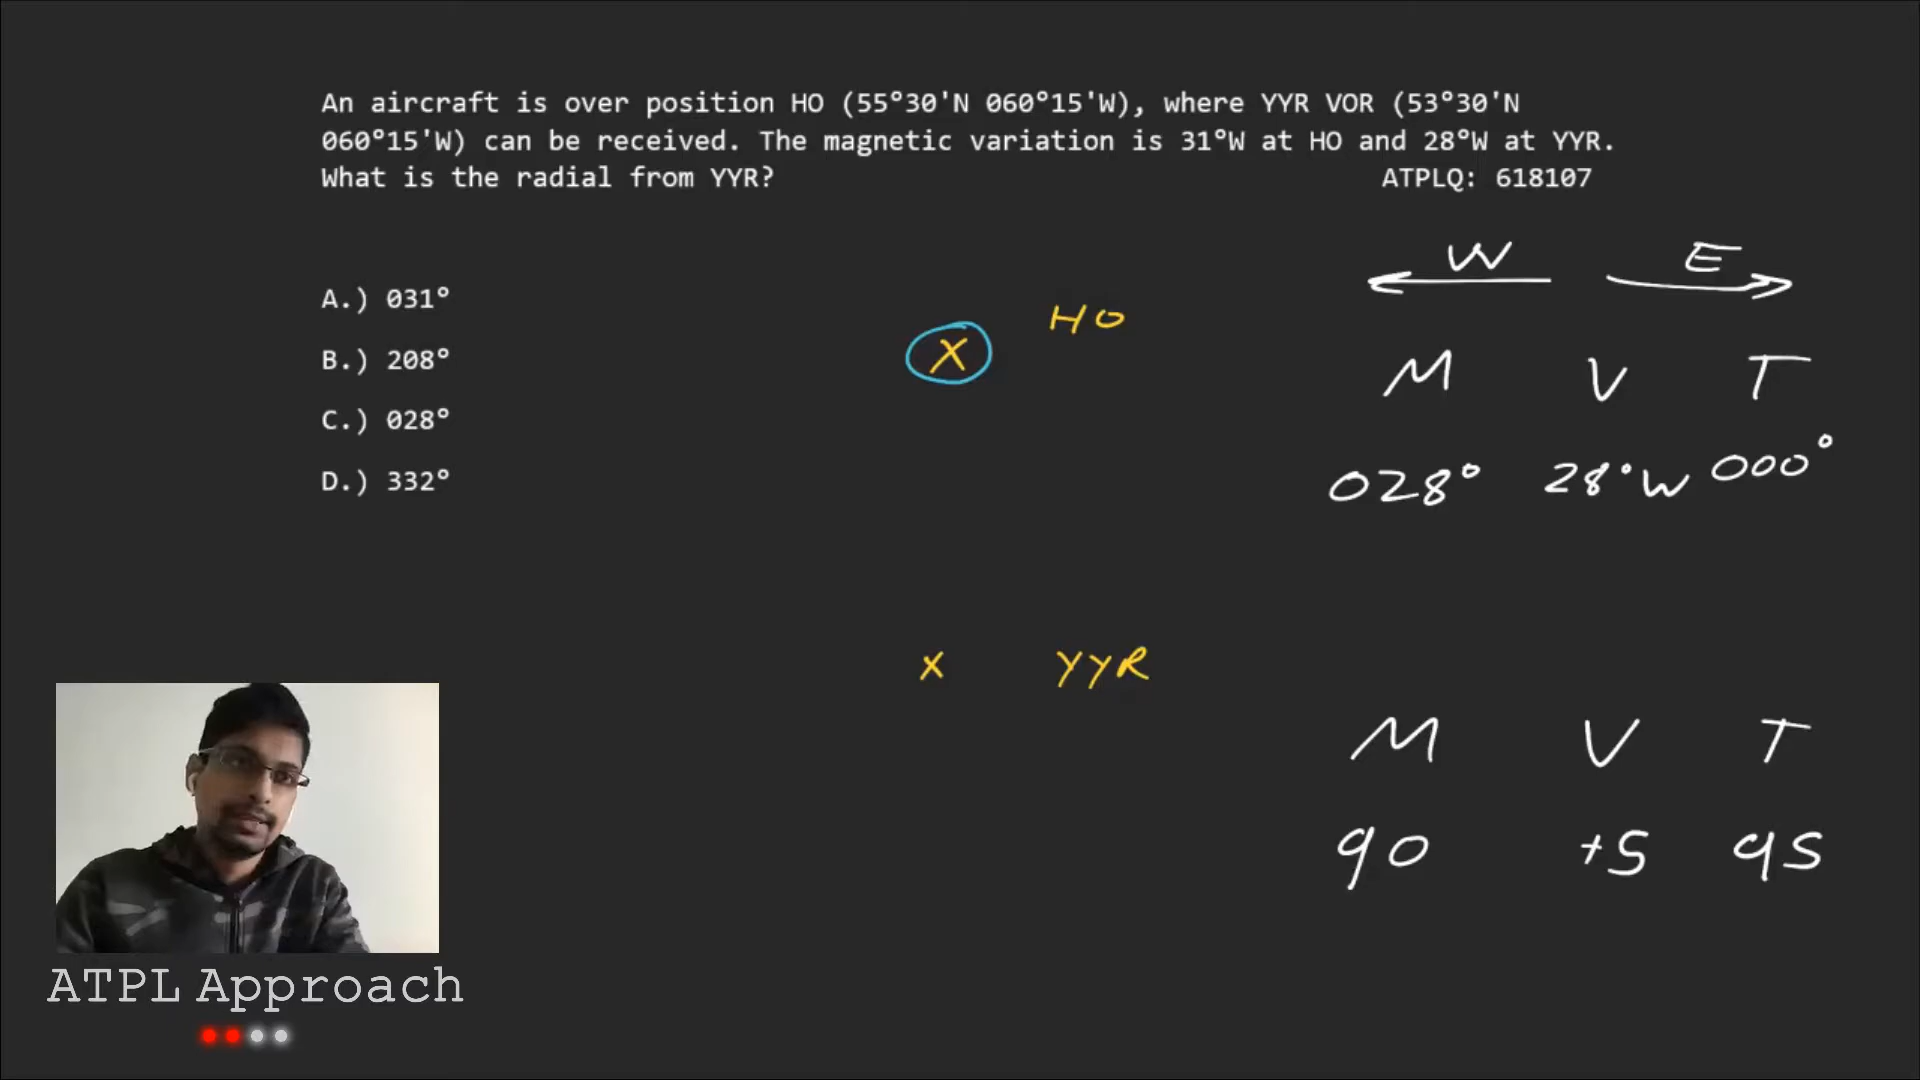 An aircraft is over position HO (55°30'N 060°15'W), where YYR VOR (53°30'N
060°15'W) can be received. The magnetic variation is 31°W at HO and 28°W at YYR.
What is the radial from YYR? ATPLQ: 618107
W E
A.) 031°
HO
X
B.) 208°
M V T
C.) 028°
D.) 332°
028° 28°W 000°
X YYR
M V T
90 +5 95
ATPL Approach